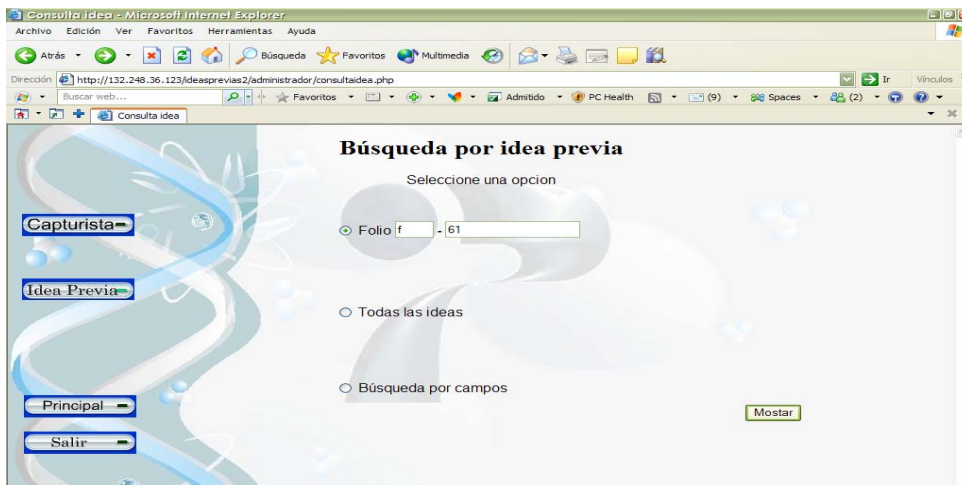 Consulta idea - Microsoft Internet Explorer
Archivo Edición Ver Favoritos Herramientas Ayuda
Atrás Búsqueda Favoritos Multimedia
Dirección http://132.248.36.123/ideasprevias2/administrador/consultaidea.php Ir Vínculos
Buscar web... Favoritos Admitido PC Health (9) Spaces (2)
Consulta idea
Búsqueda por idea previa
Seleccione una opcion
Capturista
Folio f - 61
Idea Previa
Todas las ideas
Búsqueda por campos
Principal
Mostar
Salir